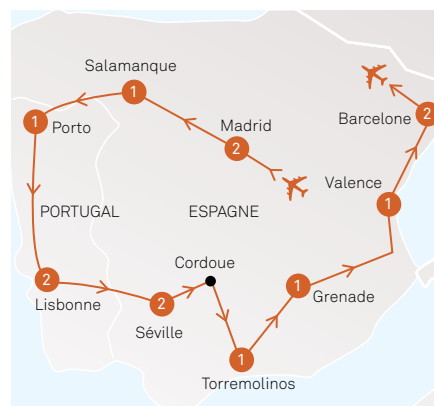 Salamanque
1
1
Porto
Madrid
2
Barcelone
2
Valence
1
PORTUGAL
ESPAGNE
Cordoue
2
Lisbonne
2
Séville
1
Grenade
1
Torremolinos